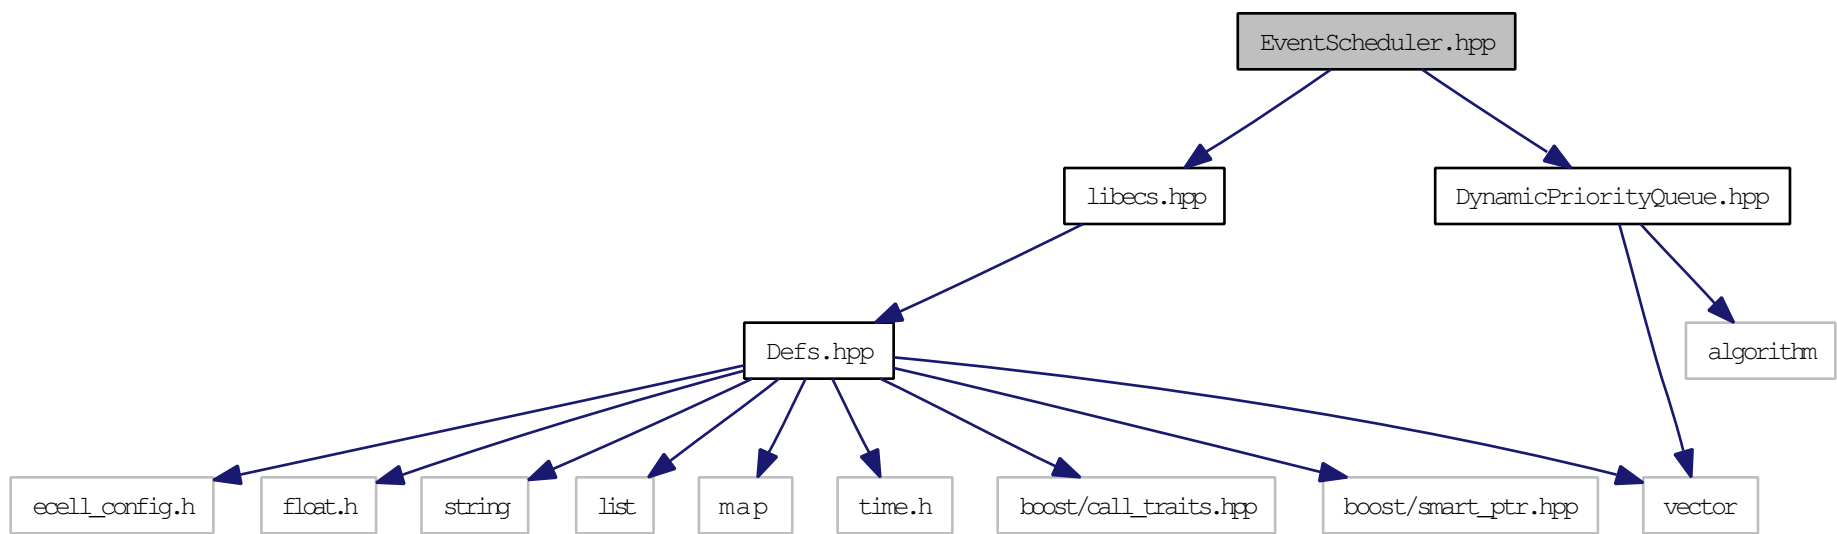 EventScheduler.hpp
libecs.hpp
DynamicPriorityQueue.hpp
Defs.hpp
algorithm
ecell_config.h
float.h
string
list
map
time.h
boost/call_traits.hpp
boost/smart_ptr.hpp
vector